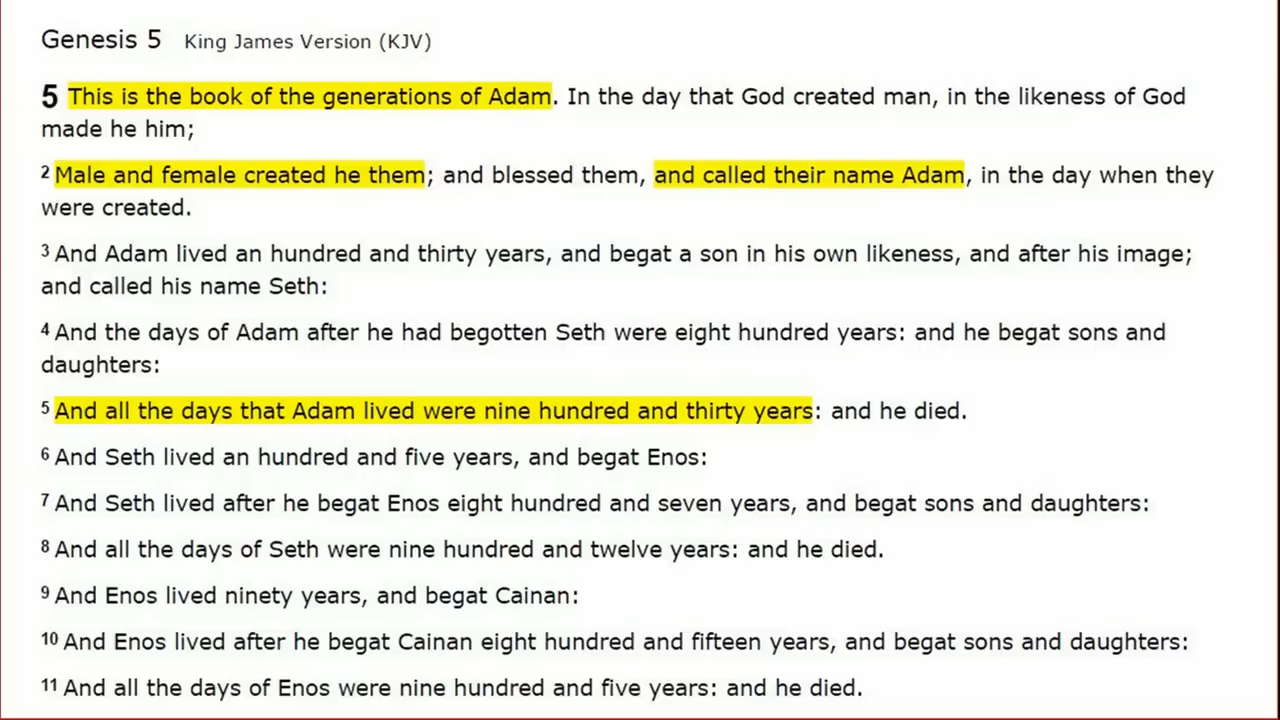 Genesis 5 King James Version (KJV)
5 This is the book of the generations of Adam. In the day that God created man, in the likeness of God
made he him;
2 Male and female created he them; and blessed them, and called their name Adam, in the day when they
were created.
3 And Adam lived an hundred and thirty years, and begat a son in his own likeness, and after his image;
and called his name Seth:
4 And the days of Adam after he had begotten Seth were eight hundred years: and he begat sons and
daughters:
5 And all the days that Adam lived were nine hundred and thirty years: and he died.
6 And Seth lived an hundred and five years, and begat Enos:
7 And Seth lived after he begat Enos eight hundred and seven years, and begat sons and daughters:
8 And all the days of Seth were nine hundred and twelve years: and he died.
9 And Enos lived ninety years, and begat Cainan:
10 And Enos lived after he begat Cainan eight hundred and fifteen years, and begat sons and daughters:
11 And all the days of Enos were nine hundred and five years: and he died.